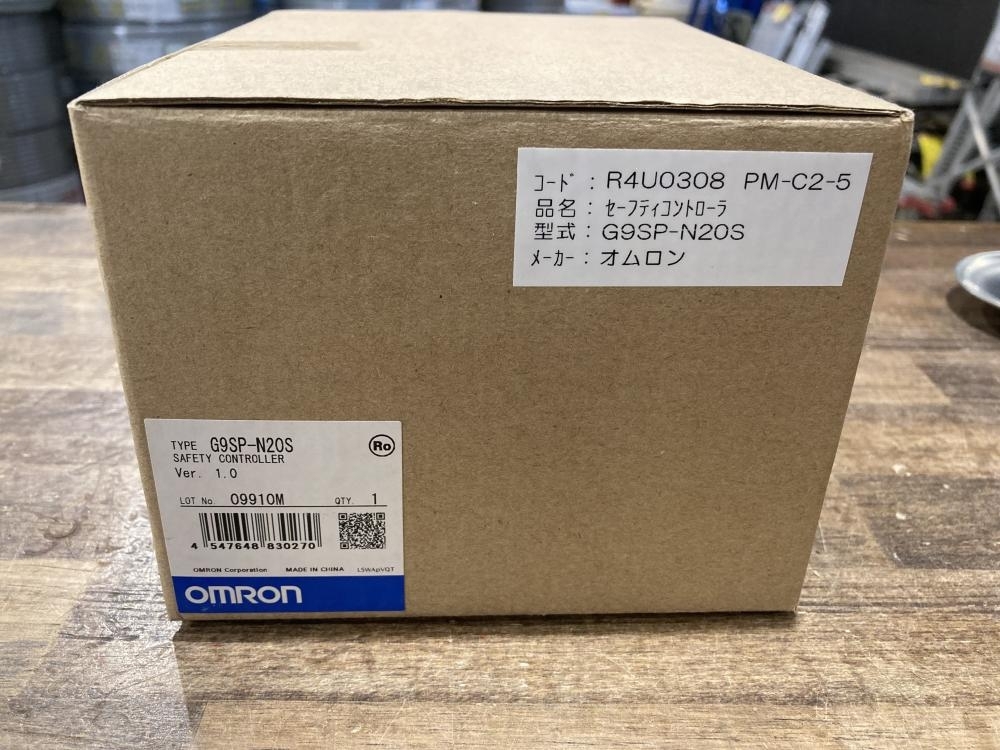 コード : R4U0308 PM-C2-5
品名 : セーフティコントローラ
型式 : G9SP-N20S
メーカー : オムロン
TYPE G9SP-N20S
Ro
SAFETY CONTROLLER
Ver. 1.0
LOT No. 09910M QTY. 1
4 547648 830270
OMRON Corporation MADE IN CHINA LSWApVQT
OMRON